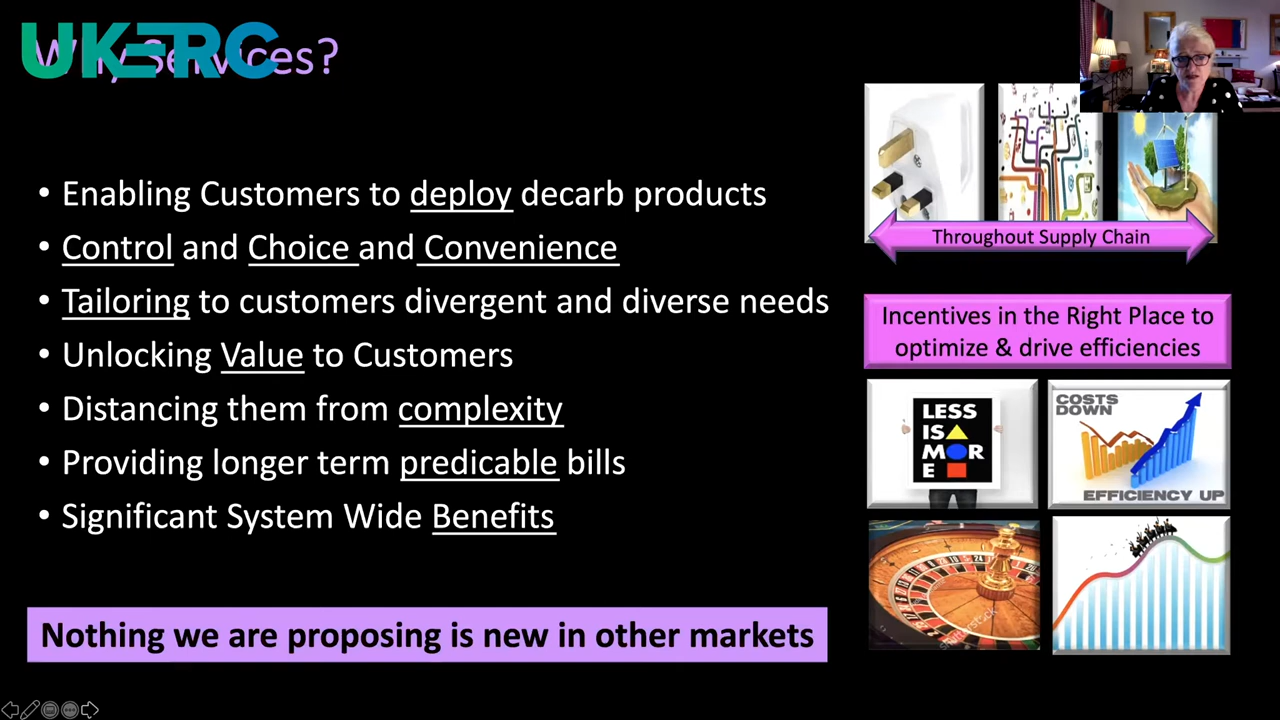 UKERC
Why Services?
• Enabling Customers to deploy decarb products
• Control and Choice and Convenience
• Tailoring to customers divergent and diverse needs
• Unlocking Value to Customers
• Distancing them from complexity
• Providing longer term predicable bills
• Significant System Wide Benefits
Nothing we are proposing is new in other markets
Throughout Supply Chain
Incentives in the Right Place to
optimize & drive efficiencies
LESS
IS
MOR
E
COSTS
DOWN
EFFICIENCY UP